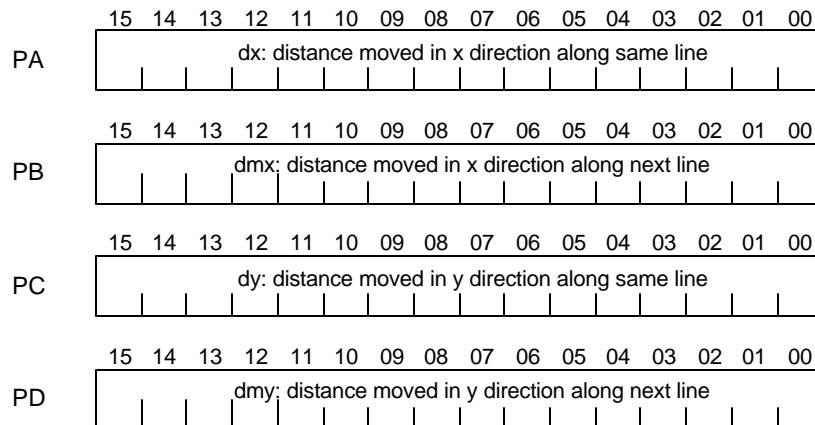 15 14 13 12 11 10 09 08 07 06 05 04 03 02 01 00
PA dx: distance moved in x direction along same line
15 14 13 12 11 10 09 08 07 06 05 04 03 02 01 00
PB dmx: distance moved in x direction along next line
15 14 13 12 11 10 09 08 07 06 05 04 03 02 01 00
PC dy: distance moved in y direction along same line
15 14 13 12 11 10 09 08 07 06 05 04 03 02 01 00
PD dmy: distance moved in y direction along next line